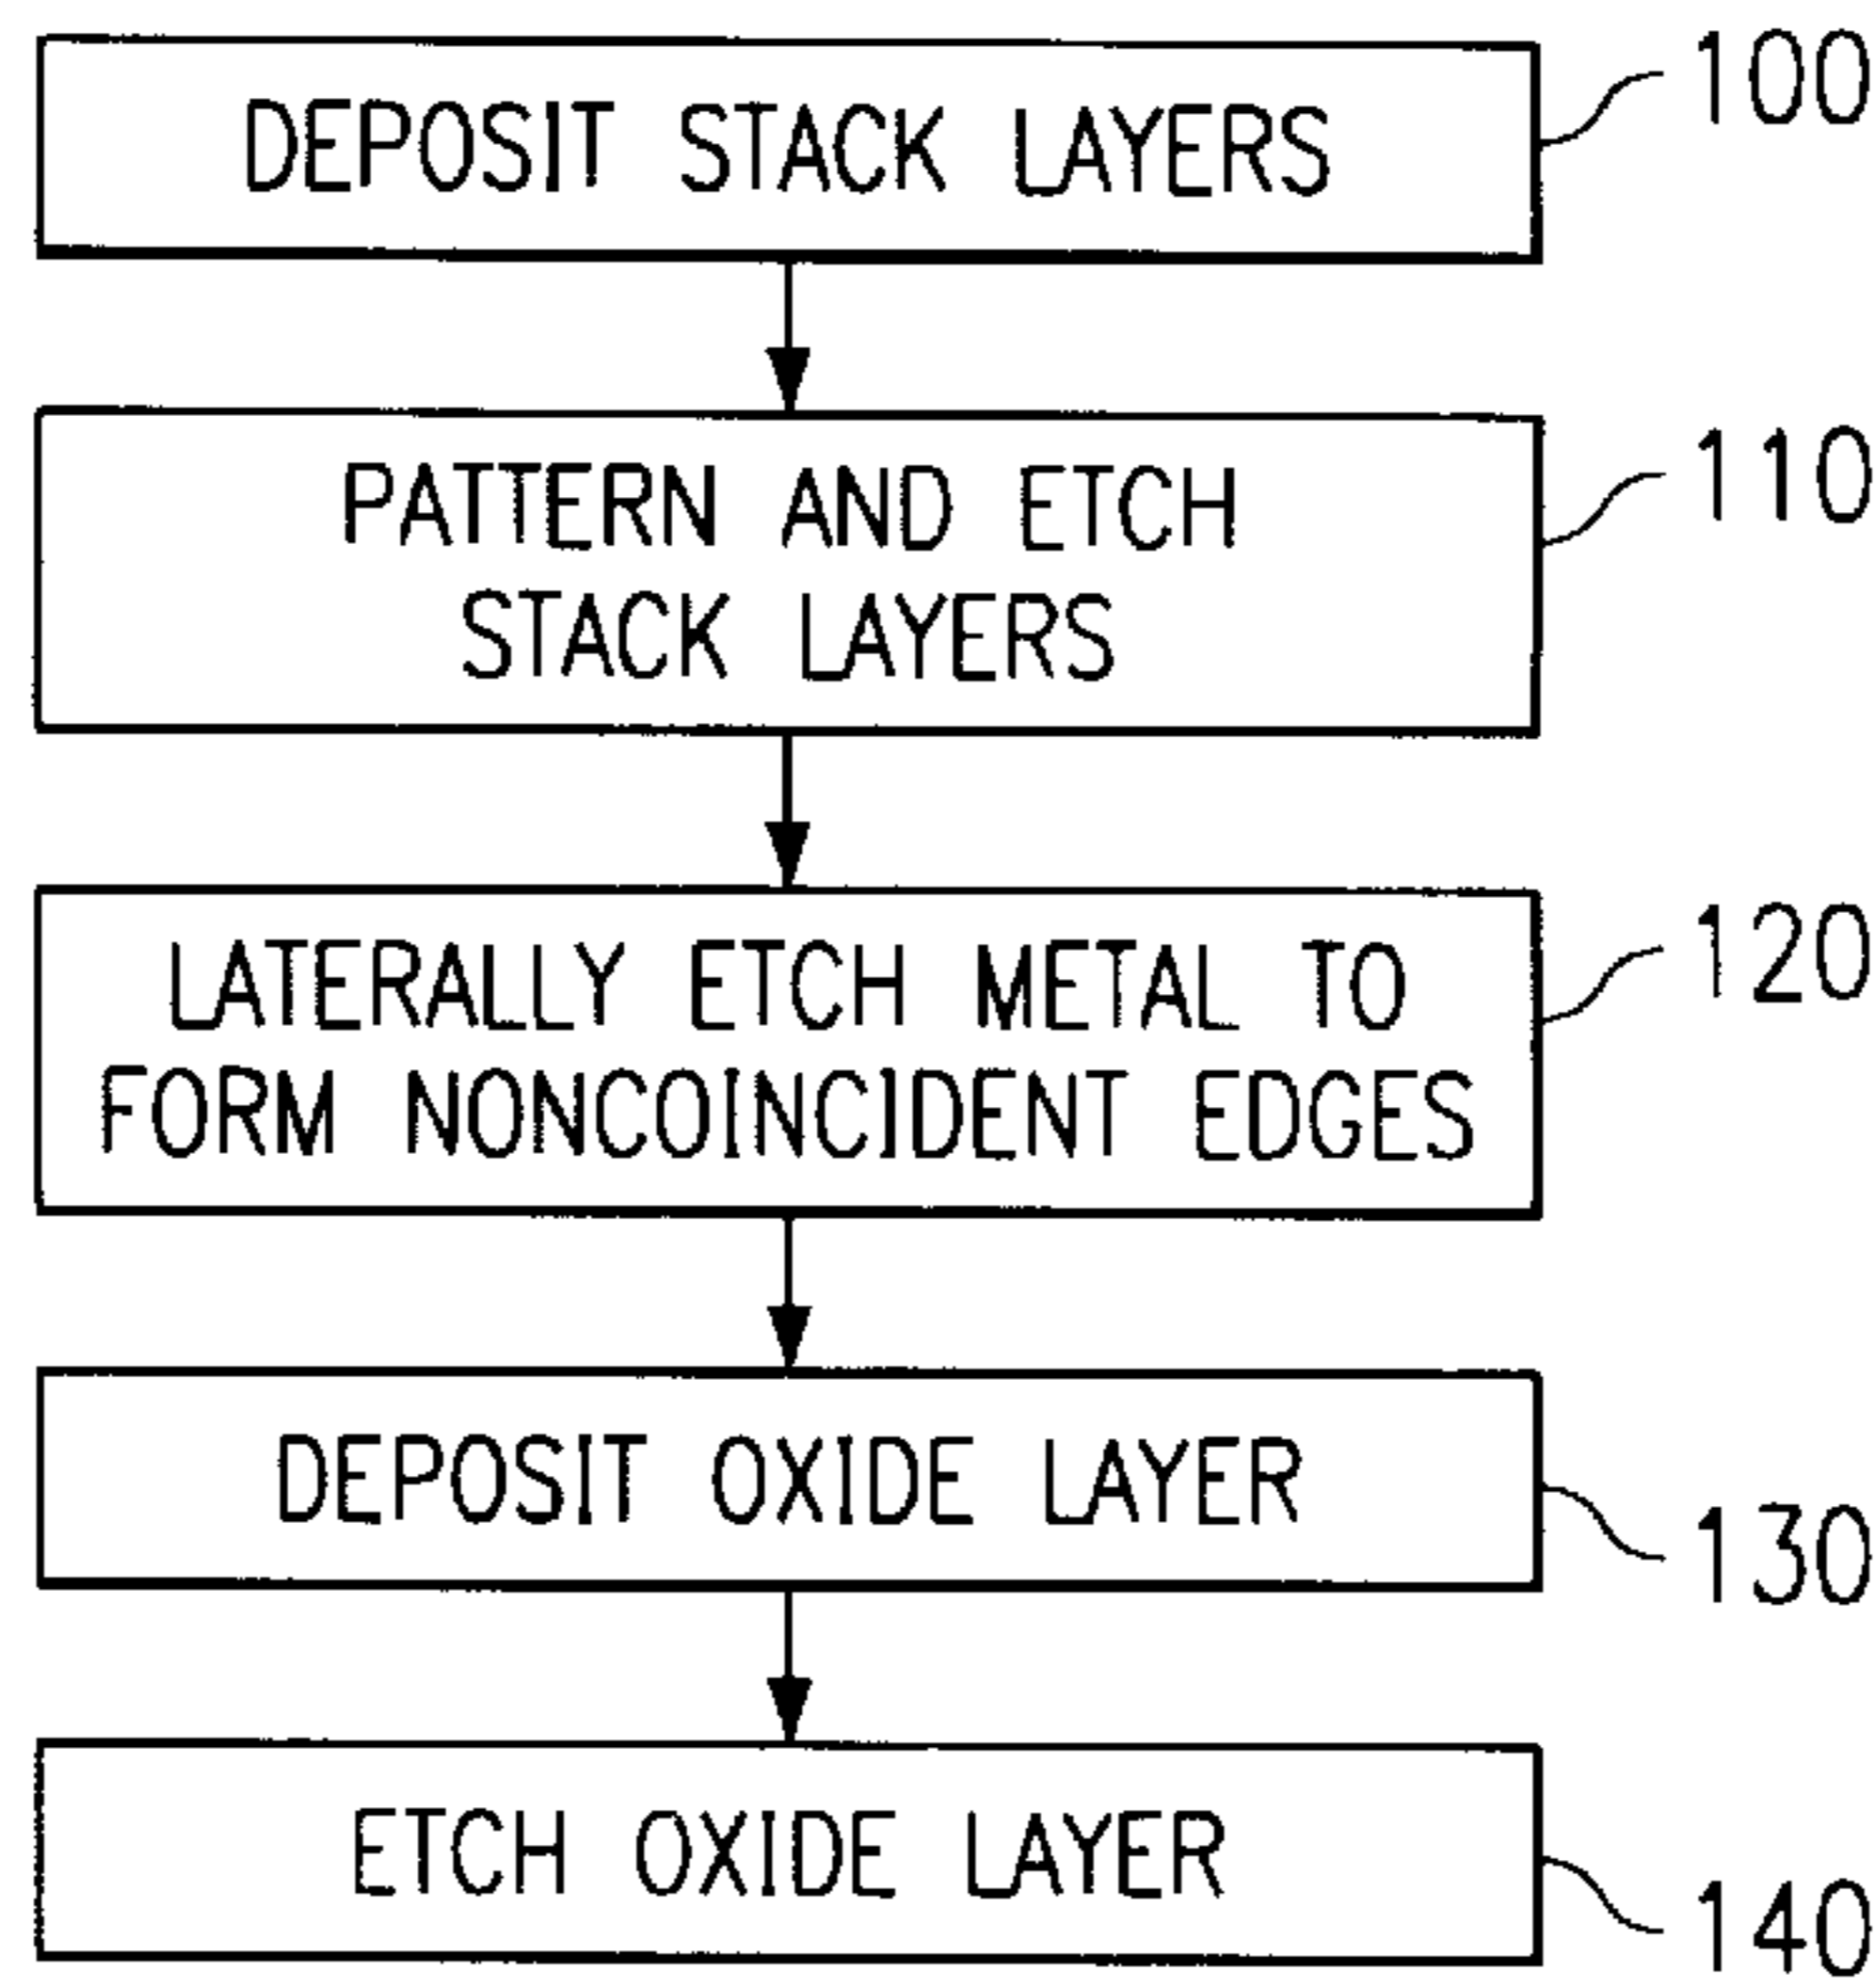 DEPOSIT STACK LAYERS
100
PATTERN AND ETCH
STACK LAYERS
110
LATERALLY ETCH METAL TO
FORM NONCOINCIDENT EDGES
120
DEPOSIT OXIDE LAYER
130
ETCH OXIDE LAYER
140